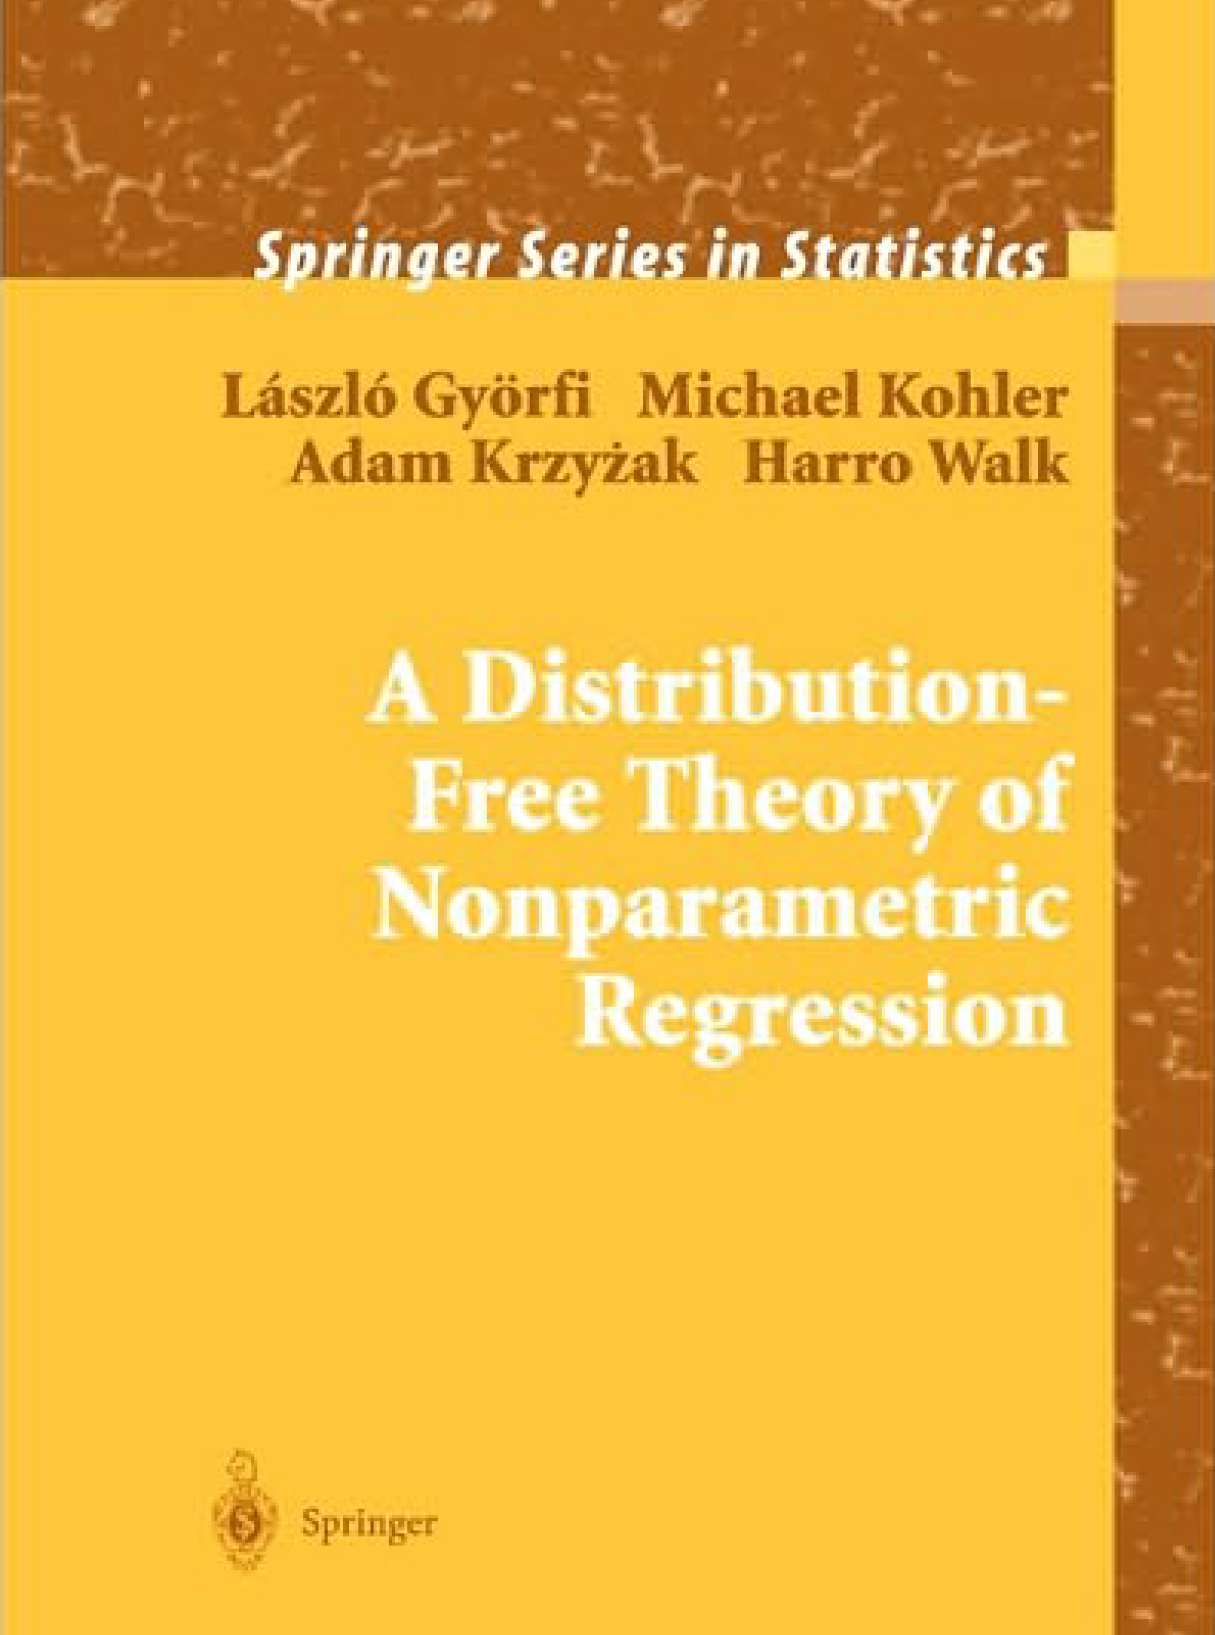 Springer Series in Statistics
László Györfi Michael Kohler
Adam Krzyżak Harro Walk
A Distribution-
Free Theory of
Nonparametric
Regression
Springer